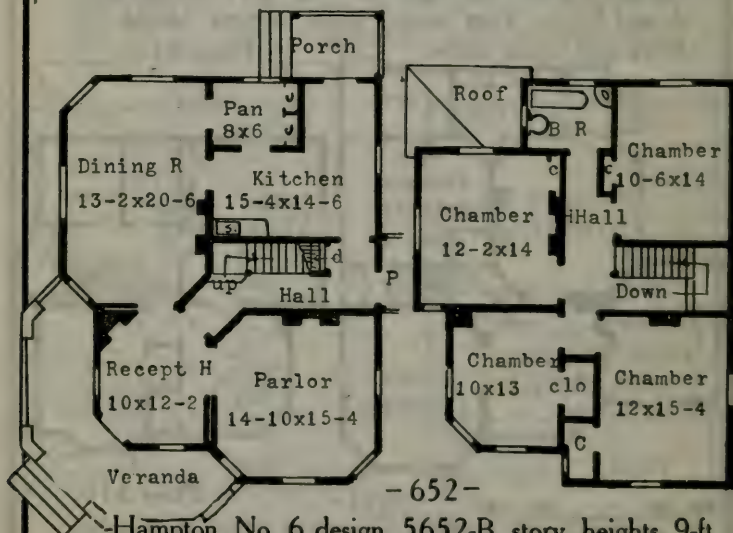 Porch
Pan
8x6
c
c
Dining R
13-2x20-6
Kitchen
15-4x14-6
S.
up
d
Hall
P
Recept H
10x12-2
Parlor
14-10x15-4
Veranda
Roof
B R
Chamber
10-6x14
c
c
Chamber
12-2x14
Hall
Down
Chamber
10x13
clo
Chamber
12x15-4
C
-652-
-Hampton No. 6 design 5652-B story heights 9-ft